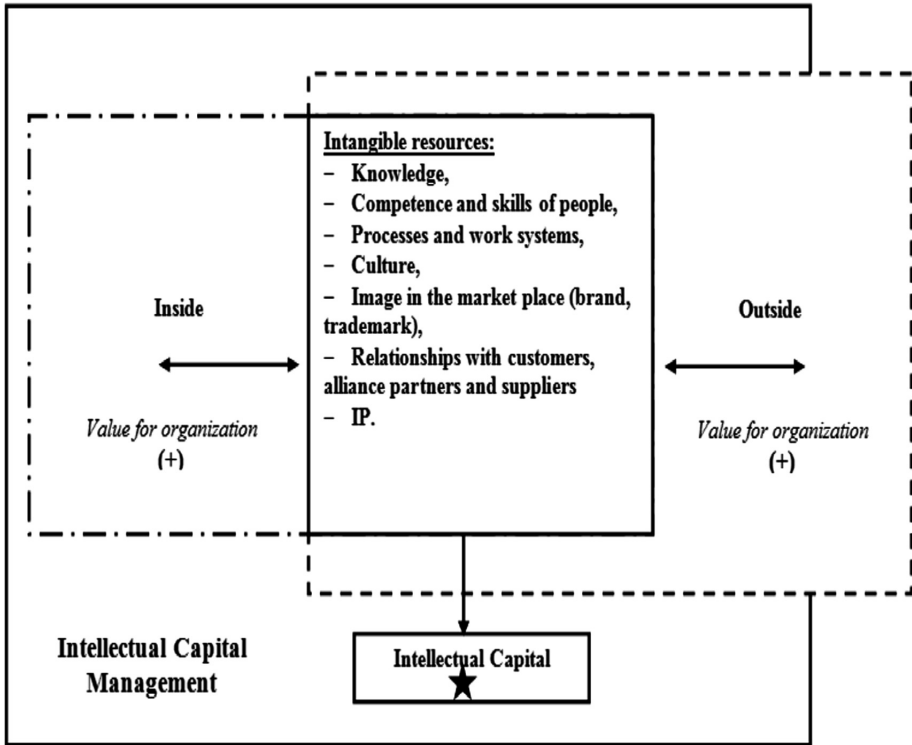 Intangible resources:
– Knowledge,
– Competence and skills of people,
– Processes and work systems,
– Culture,
– Image in the market place (brand,
trademark),
– Relationships with customers,
alliance partners and suppliers
– IP.
Inside
Value for organization
(+)
Outside
Value for organization
(+)
Intellectual Capital
Management
Intellectual Capital